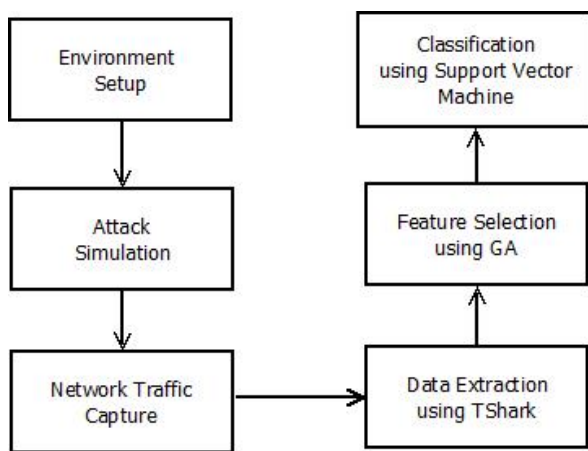 Environment
Setup
Attack
Simulation
Network Traffic
Capture
Data Extraction
using TShark
Feature Selection
using GA
Classification
using Support Vector
Machine